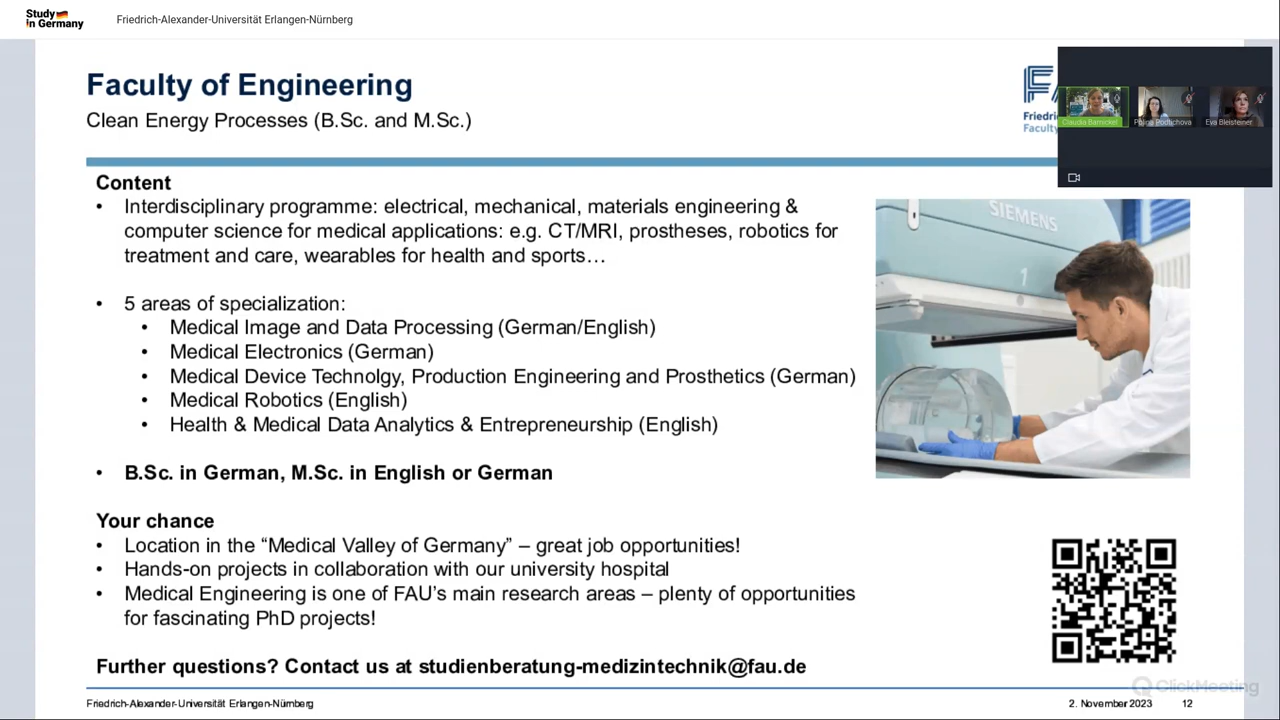 Study
in Germany
Friedrich-Alexander-Universität Erlangen-Nürnberg
Faculty of Engineering
Clean Energy Processes (B.Sc. and M.Sc.)
Friedri
Faculty
Claudia Barnickel
Polina Podtichova
Eva Bleisteiner
Content
• Interdisciplinary programme: electrical, mechanical, materials engineering &
computer science for medical applications: e.g. CT/MRI, prostheses, robotics for
treatment and care, wearables for health and sports…
• 5 areas of specialization:
• Medical Image and Data Processing (German/English)
• Medical Electronics (German)
• Medical Device Technolgy, Production Engineering and Prosthetics (German)
• Medical Robotics (English)
• Health & Medical Data Analytics & Entrepreneurship (English)
• B.Sc. in German, M.Sc. in English or German
SIEMENS
1
Your chance
• Location in the “Medical Valley of Germany” – great job opportunities!
• Hands-on projects in collaboration with our university hospital
• Medical Engineering is one of FAU’s main research areas – plenty of opportunities
for fascinating PhD projects!
Further questions? Contact us at studienberatung-medizintechnik@fau.de
ClickMeeting
Friedrich-Alexander-Universität Erlangen-Nürnberg
2. November 2023
12